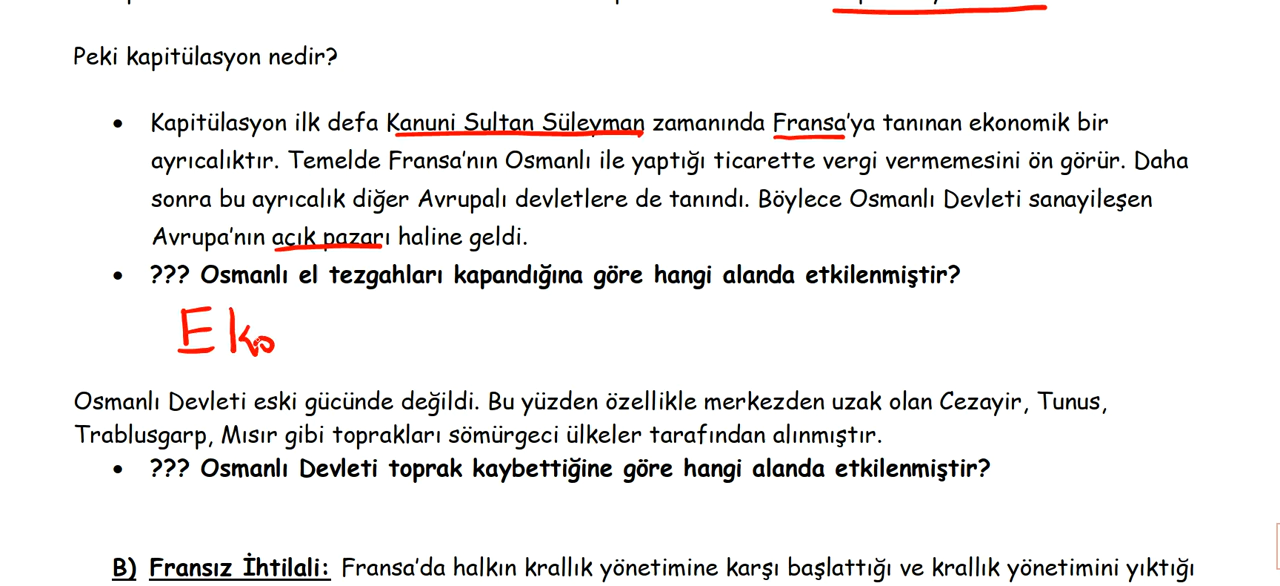 Peki kapitülasyon nedir?
• Kapitülasyon ilk defa Kanuni Sultan Süleyman zamanında Fransa'ya tanınan ekonomik bir
ayrıcalıktır. Temelde Fransa'nın Osmanlı ile yaptığı ticarette vergi vermemesini ön görür. Daha
sonra bu ayrıcalık diğer Avrupalı devletlere de tanındı. Böylece Osmanlı Devleti sanayileşen
Avrupa'nın açık pazarı haline geldi.
• ??? Osmanlı el tezgahları kapandığına göre hangi alanda etkilenmiştir?
Eko
Osmanlı Devleti eski gücünde değildi. Bu yüzden özellikle merkezden uzak olan Cezayir, Tunus,
Trablusgarp, Mısır gibi toprakları sömürgeci ülkeler tarafından alınmıştır.
• ??? Osmanlı Devleti toprak kaybettiğine göre hangi alanda etkilenmiştir?
B) Fransız İhtilali: Fransa'da halkın krallık yönetimine karşı başlattığı ve krallık yönetimini yıktığı